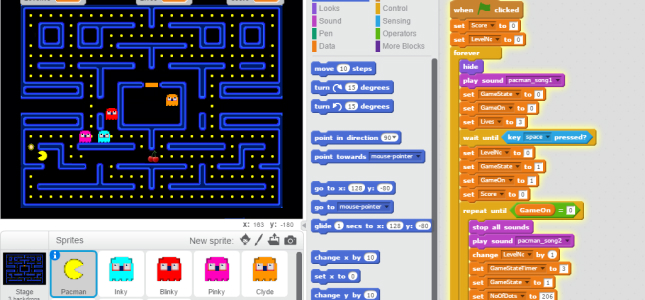 x: 103 y: -180
Sprites
New sprite:
Stage
Pacman
Inky
Blinky
Pinky
Clyde
Looks
Sound
Pen
Data
Control
Sensing
Operators
More Blocks
move 10 steps
turn 15 degrees
turn 15 degrees
point in direction 90
point towards mouse-pointer
go to x: 128 y: -80
go to mouse-pointer
glide 1 secs to x: 128 y: -80
change x by 10
set x to 0
change y by 10
when clicked
set Score to 0
set LevelNo to 0
forever
hide
play sound pacman_song1
set GameState to 0
set GameOn to 0
set Lives to 3
wait until key space pressed?
set LevelNo to 0
set GameState to 1
set GameOn to 1
set Score to 0
repeat until GameOn = 0
stop all sounds
play sound pacman_song2
change LevelNo by 1
set GameStateTimer to 3
set GameState to 1
set NoOfDots to 206